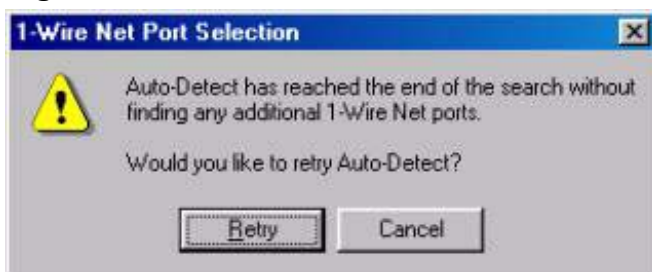 1-Wire Net Port Selection
Auto-Detect has reached the end of the search without
finding any additional 1-Wire Net ports.
Would you like to retry Auto-Detect?
Retry Cancel